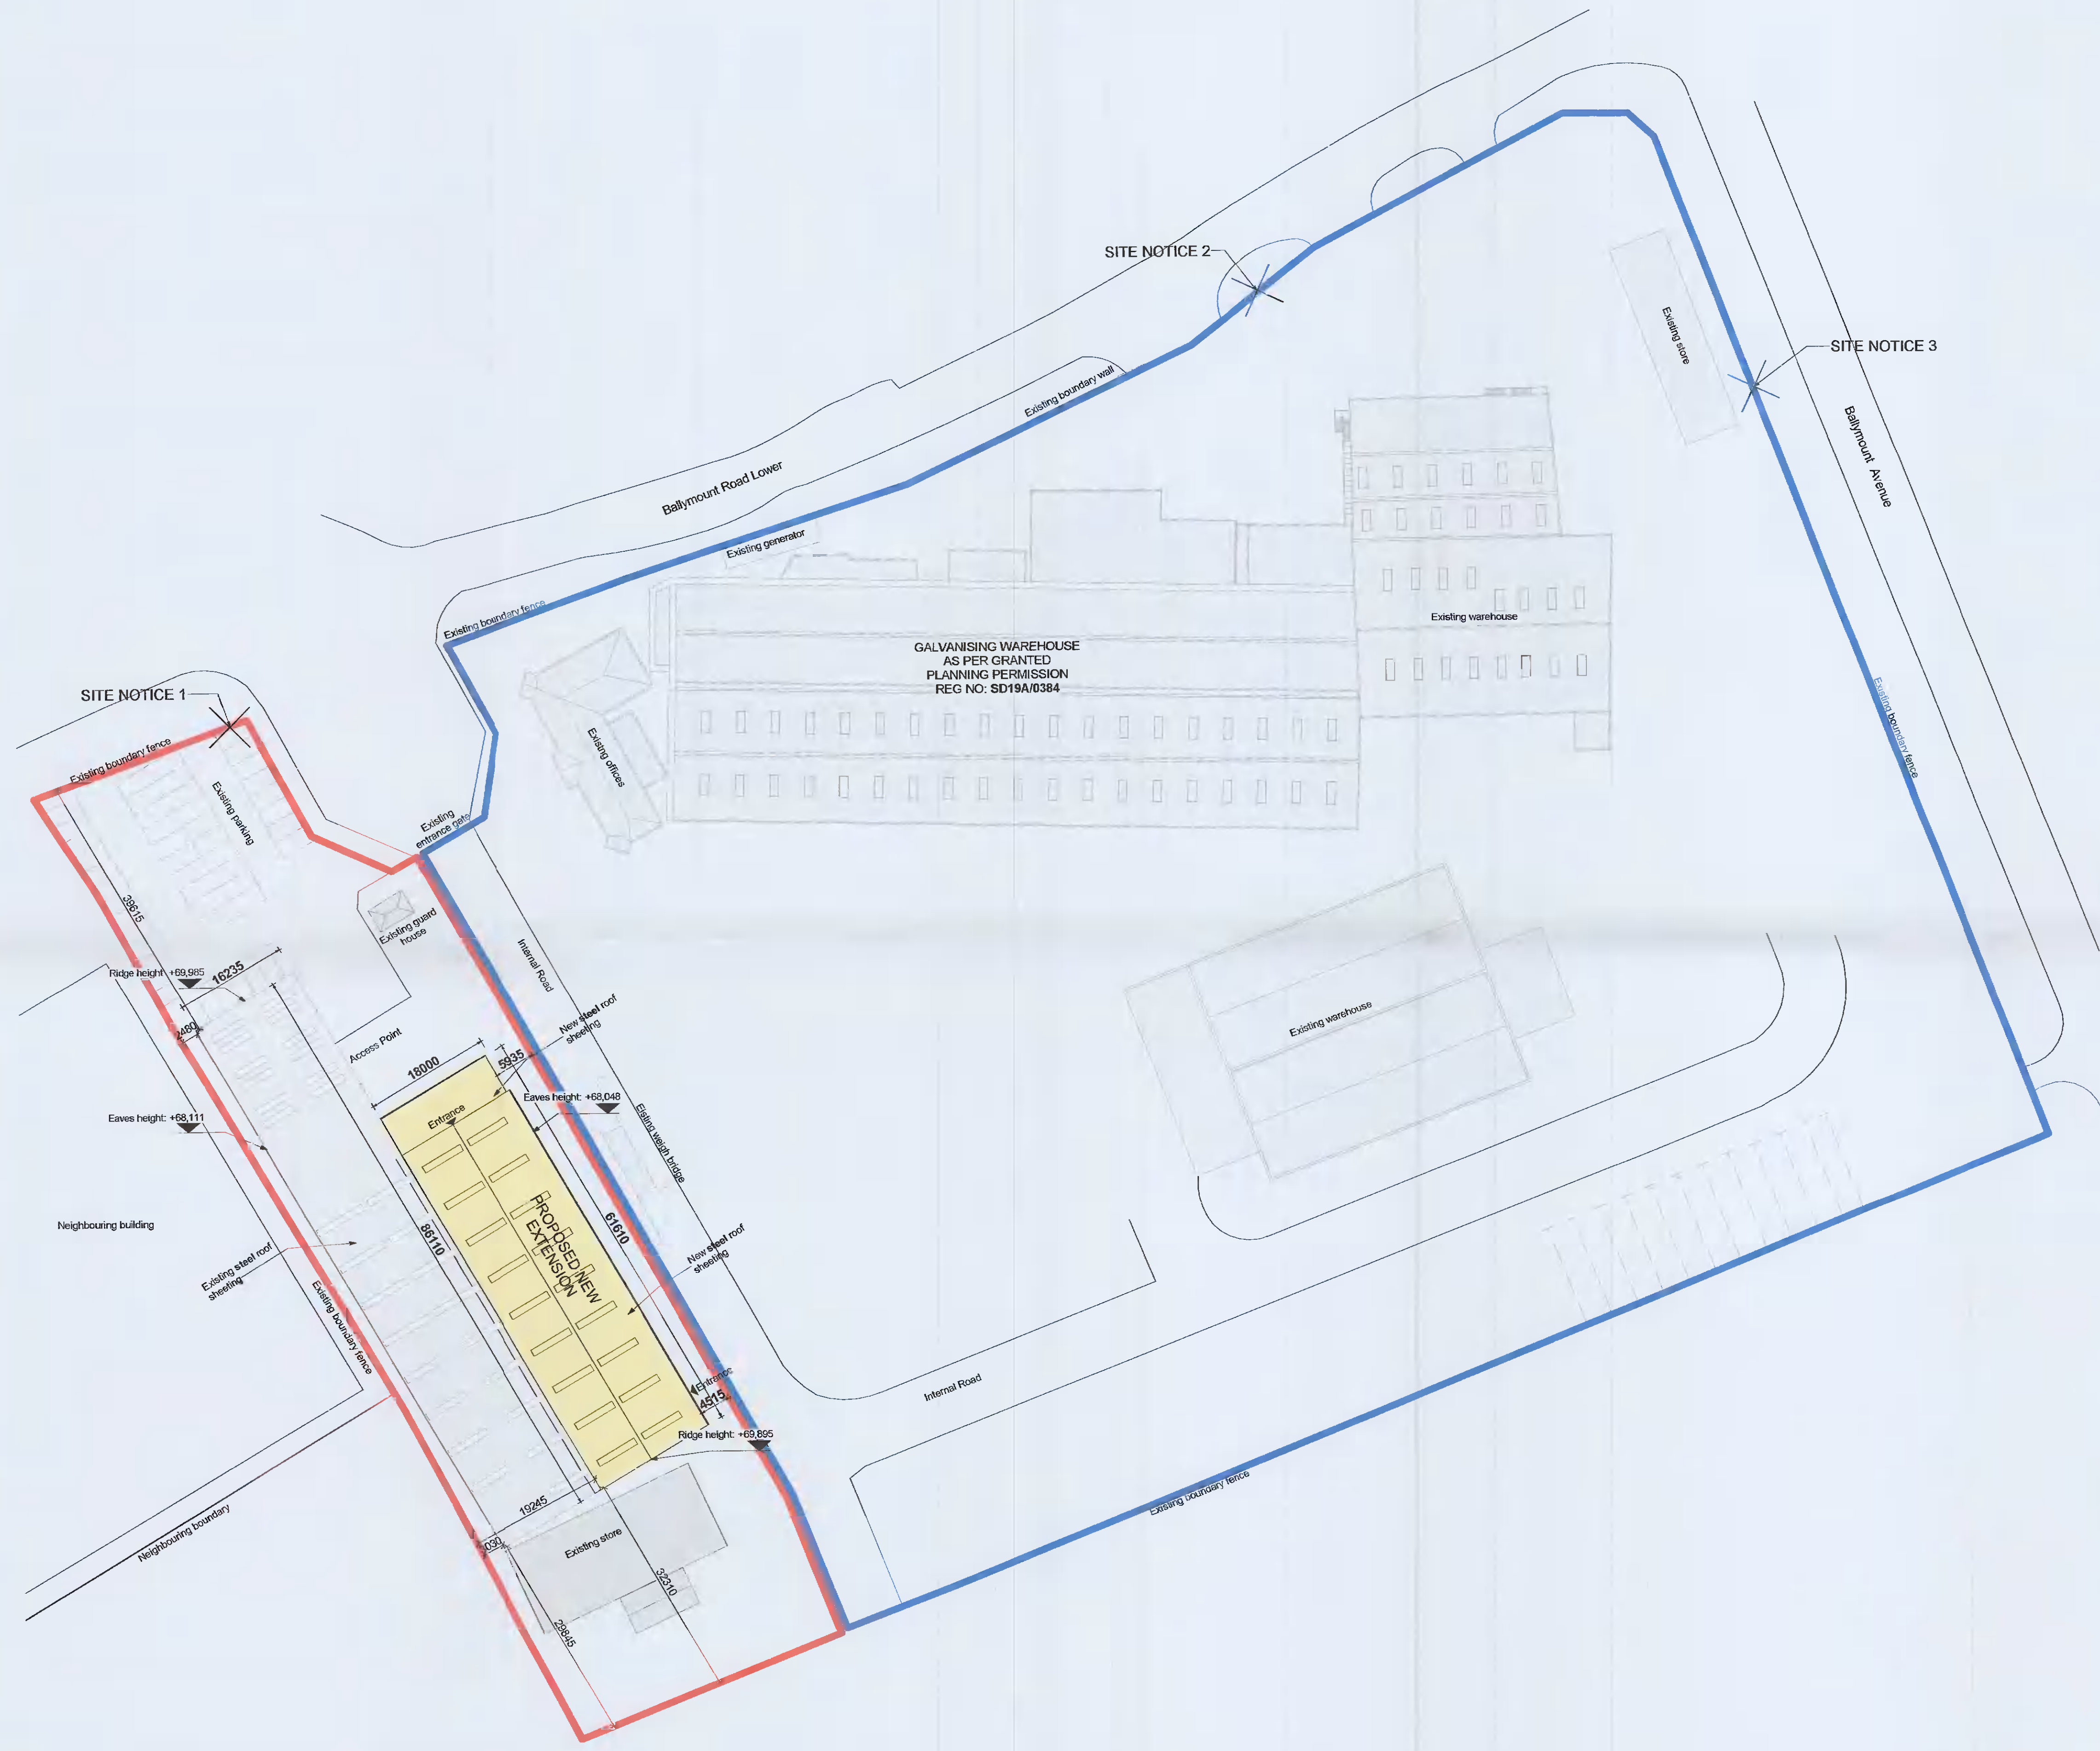 SITE NOTICE 2
SITE NOTICE 3
Existing store
Ballymount Avenue
Existing boundary wall
Ballymount Road Lower
Existing generator
Existing boundary fence
Existing warehouse
GALVANISING WAREHOUSE
AS PER GRANTED
PLANNING PERMISSION
REG NO: SD19A/0384
Existing boundary fence
SITE NOTICE 1
Existing boundary fence
Existing offices
Existing parking
Existing
entrance gate
39615
Existing guard
house
Internal Road
Ridge height +69,985
16235
2480
New steel roof
sheeting
Existing warehouse
Access Point
18000
5935
Eaves height: +68,048
Eaves height: +68,111
Entrance
Eisting weigh bridge
Neighbouring building
86110
PROPOSED NEW
EXTENSION
61610
New steel roof
sheeting
Existing steel roof
sheeting
Existing boundary fence
Entrance
4515
Internal Road
Ridge height: +69,895
Existing boundary fence
19245
Neighbouring boundary
Existing store
32310
29845